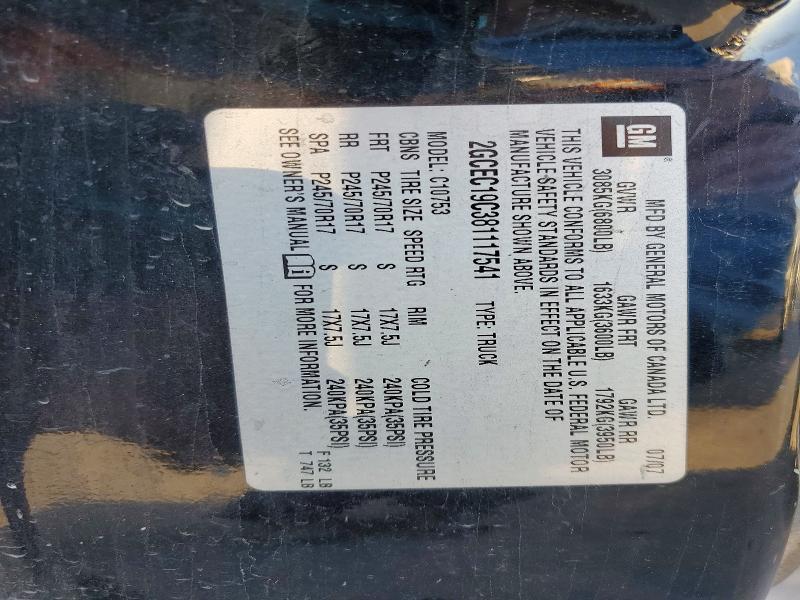 GM
MFD BY GENERAL MOTORS OF CANADA LTD. 07/07
GVWR GAWR FRT GAWR RR
3085KG(6800LB) 1633KG(3600LB) 1792KG(3950LB)
THIS VEHICLE CONFORMS TO ALL APPLICABLE U.S. FEDERAL MOTOR
VEHICLE SAFETY STANDARDS IN EFFECT ON THE DATE OF
MANUFACTURE SHOWN ABOVE.
2GCEC19C381117541 TYPE: TRUCK
MODEL: C10753
CBNS TIRE SIZE SPEED RTG RIM COLD TIRE PRESSURE
FRT P245/70R17 S 17X7.5J 240KPA(35PSI)
RR P245/70R17 S 17X7.5J 240KPA(35PSI)
SPA P245/70R17 S 17X7.5J 240KPA(35PSI)
SEE OWNER'S MANUAL FOR MORE INFORMATION.
F 132 LB
T 747 LB